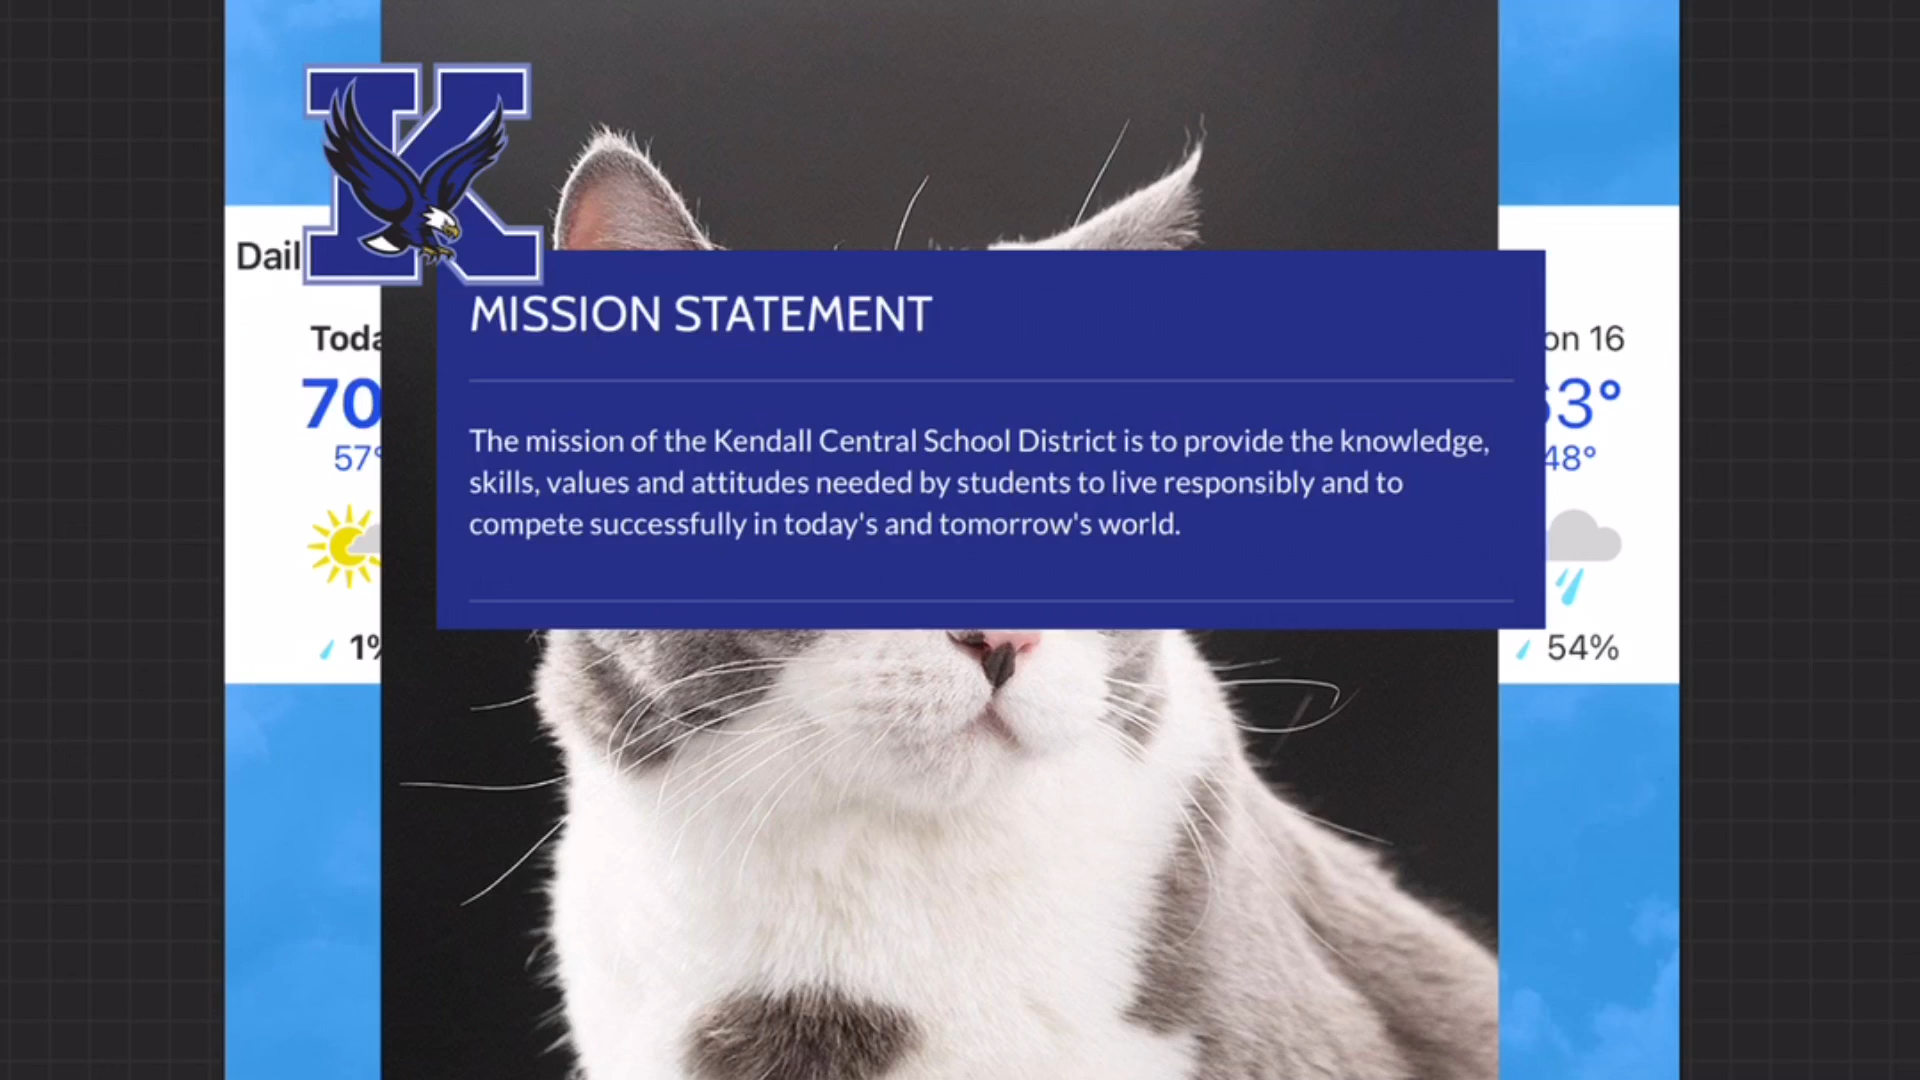 K
Dail
MISSION STATEMENT
Toda
on 16
70
63°
57°
48°
The mission of the Kendall Central School District is to provide the knowledge,
skills, values and attitudes needed by students to live responsibly and to
compete successfully in today's and tomorrow's world.
1%
54%